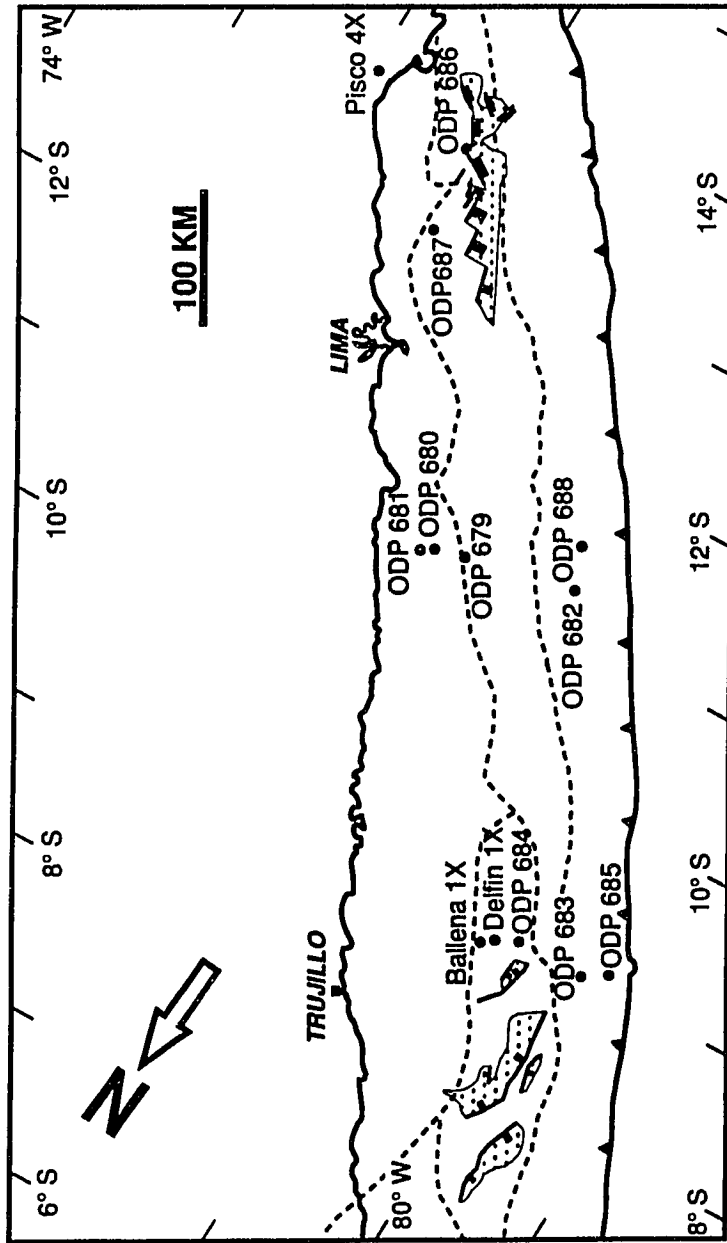 6° S
8° S
10° S
12° S
74° W
N
100 KM
TRUJILLO
LIMA
Pisco 4X
80° W
Ballena 1X
Delfin 1X
ODP 684
ODP 683
ODP 685
ODP 681
ODP 680
ODP 679
ODP 682
ODP 688
ODP687
ODP 686
8° S
10° S
12° S
14° S